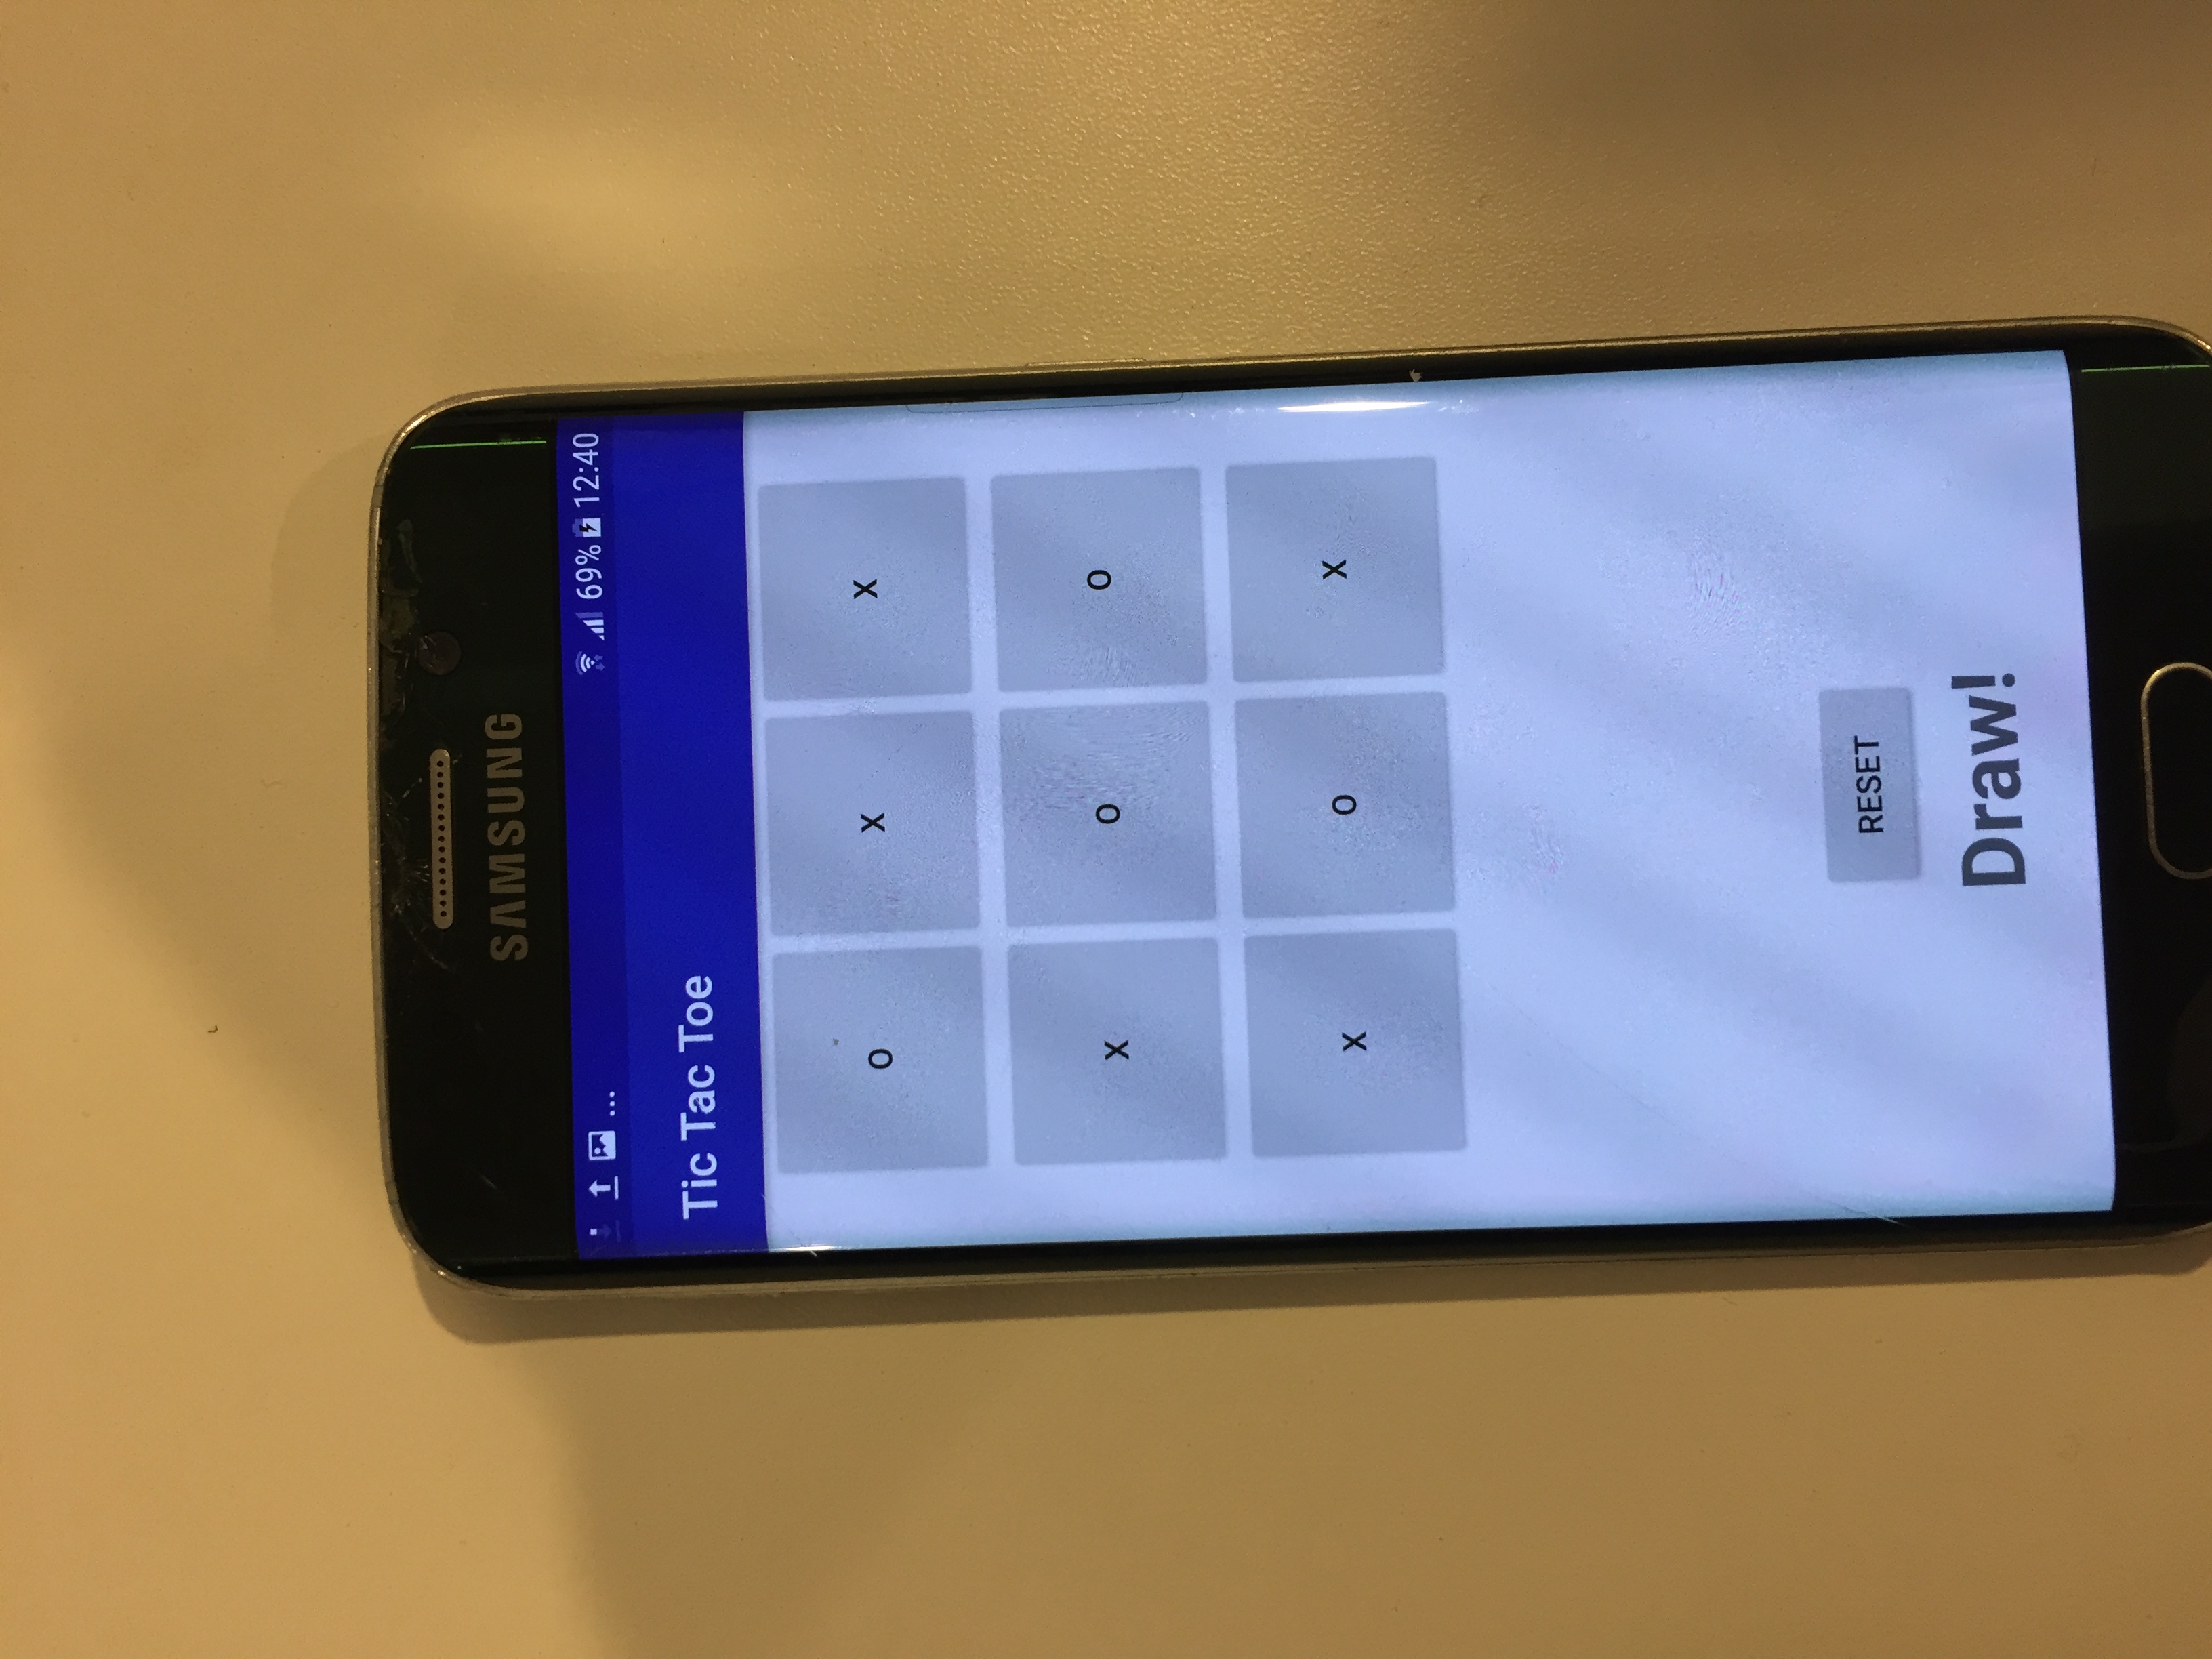 SAMSUNG
... 69% 12:40
Tic Tac Toe
O X X
X O O
X O X
RESET
Draw!